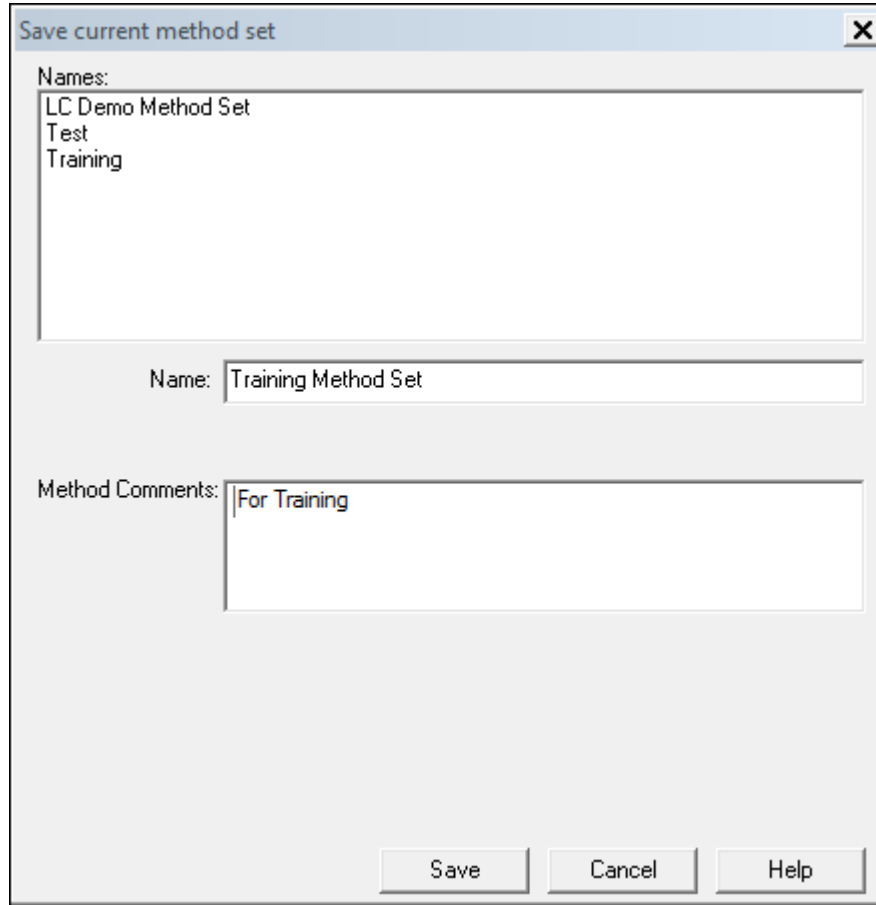 Save current method set
Names:
LC Demo Method Set
Test
Training
Name: Training Method Set
Method Comments: For Training
Save Cancel Help